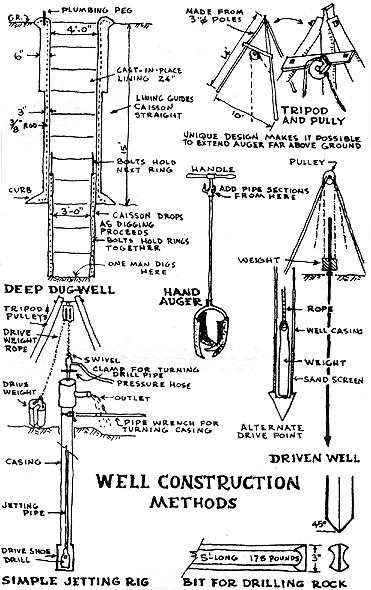 PLUMBING PEG
GR.
4'-0"
6"
CAST-IN-PLACE
LINING 24"
LINING GUIDES
CAISSON
STRAIGHT
3"
3/8 ROD
15'
BOLTS HOLD
NEXT RING
CURB
3'-0"
CAISSON DROPS
AS DIGGING
PROCEEDS
BOLTS HOLD RINGS
TOGETHER
ONE MAN DIGS
HERE
DEEP DUG WELL
MADE FROM
3"Ø POLES
14'
10'
TRIPOD
AND PULLY
UNIQUE DESIGN MAKES IT POSSIBLE
TO EXTEND AUGER FAR ABOVE GROUND
HANDLE
ADD PIPE SECTIONS
FROM HERE
HAND
AUGER
PULLEY
WEIGHT
ROPE
WELL CASING
WEIGHT
SAND SCREEN
ALTERNATE
DRIVE POINT
DRIVEN WELL
45°
TRIPOD
PULLEYS
DRIVE
WEIGHT
ROPE
SWIVEL
CLAMP FOR TURNING
DRILL PIPE
PRESSURE HOSE
DRIVE
WEIGHT
OUTLET
PIPE WRENCH FOR
TURNING CASING
CASING
JETTING
PIPE
DRIVE SHOE
DRILL
SIMPLE JETTING RIG
WELL CONSTRUCTION
METHODS
5' LONG 175 POUNDS
3"
BIT FOR DRILLING ROCK